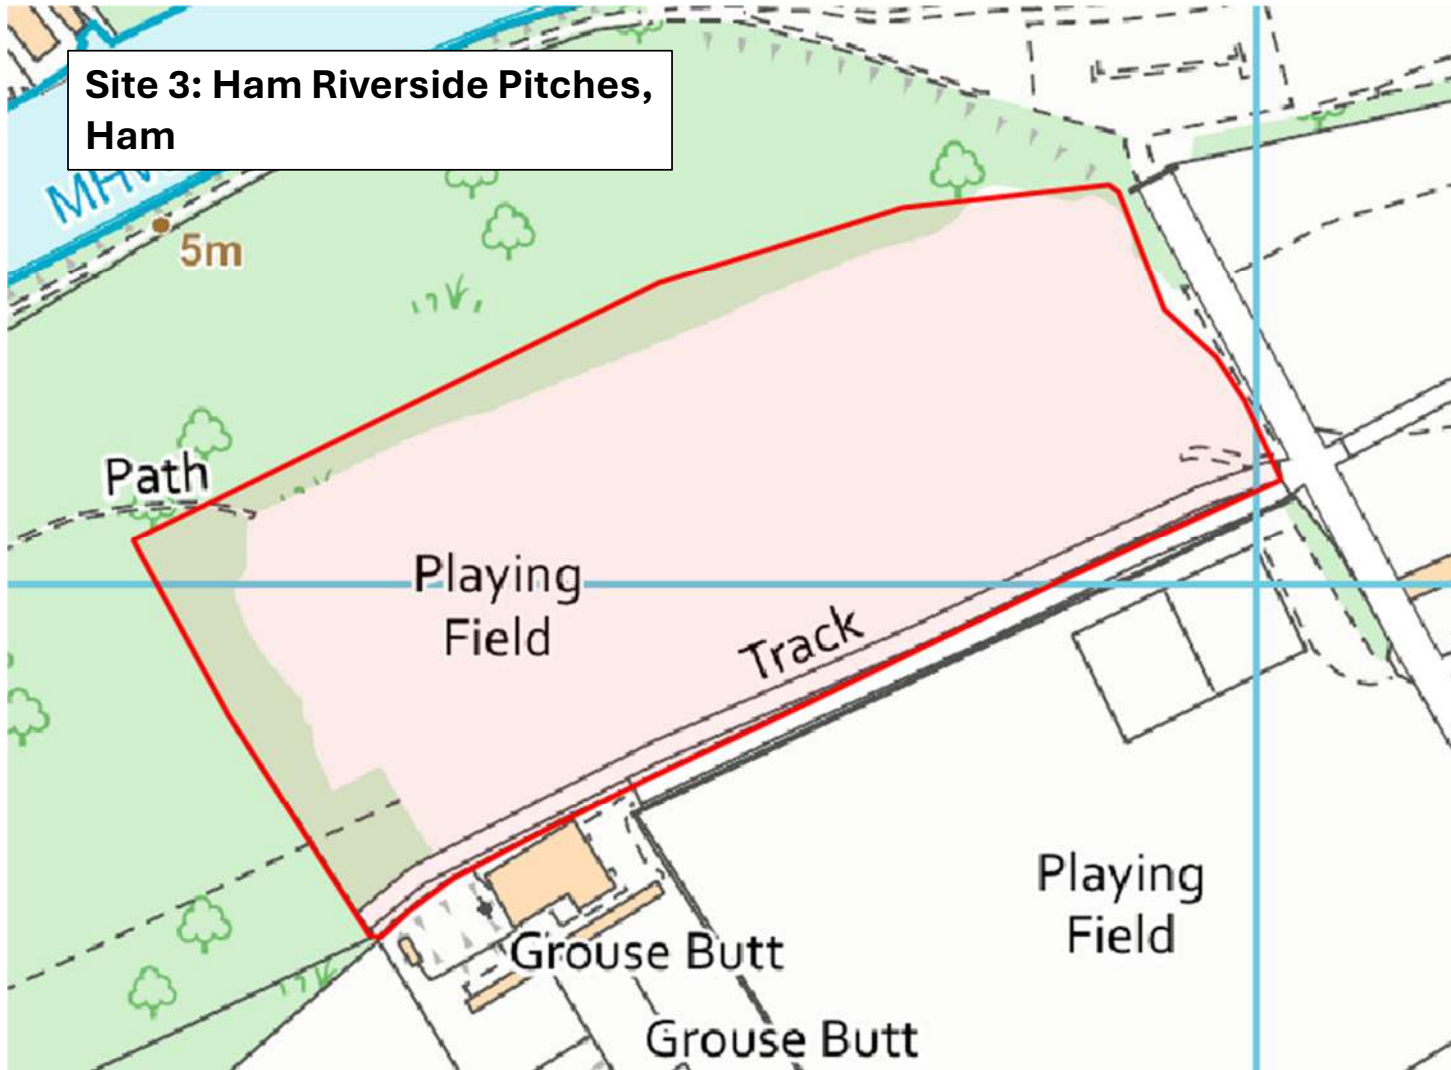 Site 3: Ham Riverside Pitches,
Ham
5m
Path
Playing
Field
Track
Playing
Field
Grouse Butt
Grouse Butt